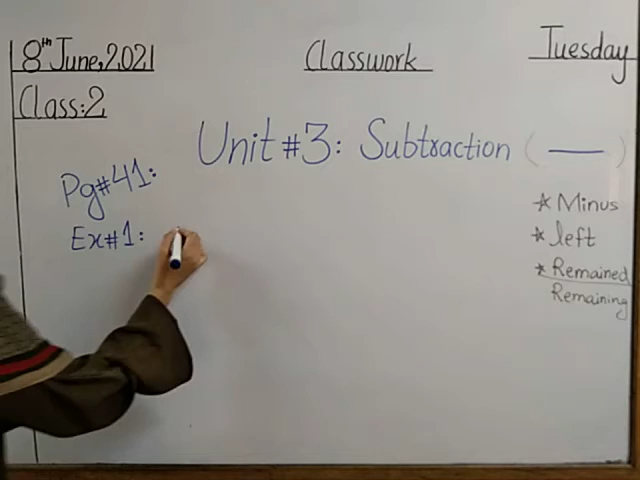 8th June, 2021 Classwork Tuesday
Class:2
Unit #3: Subtraction ( — )
Pg#41:
Ex#1:
* Minus
* left
* Remained
Remaining